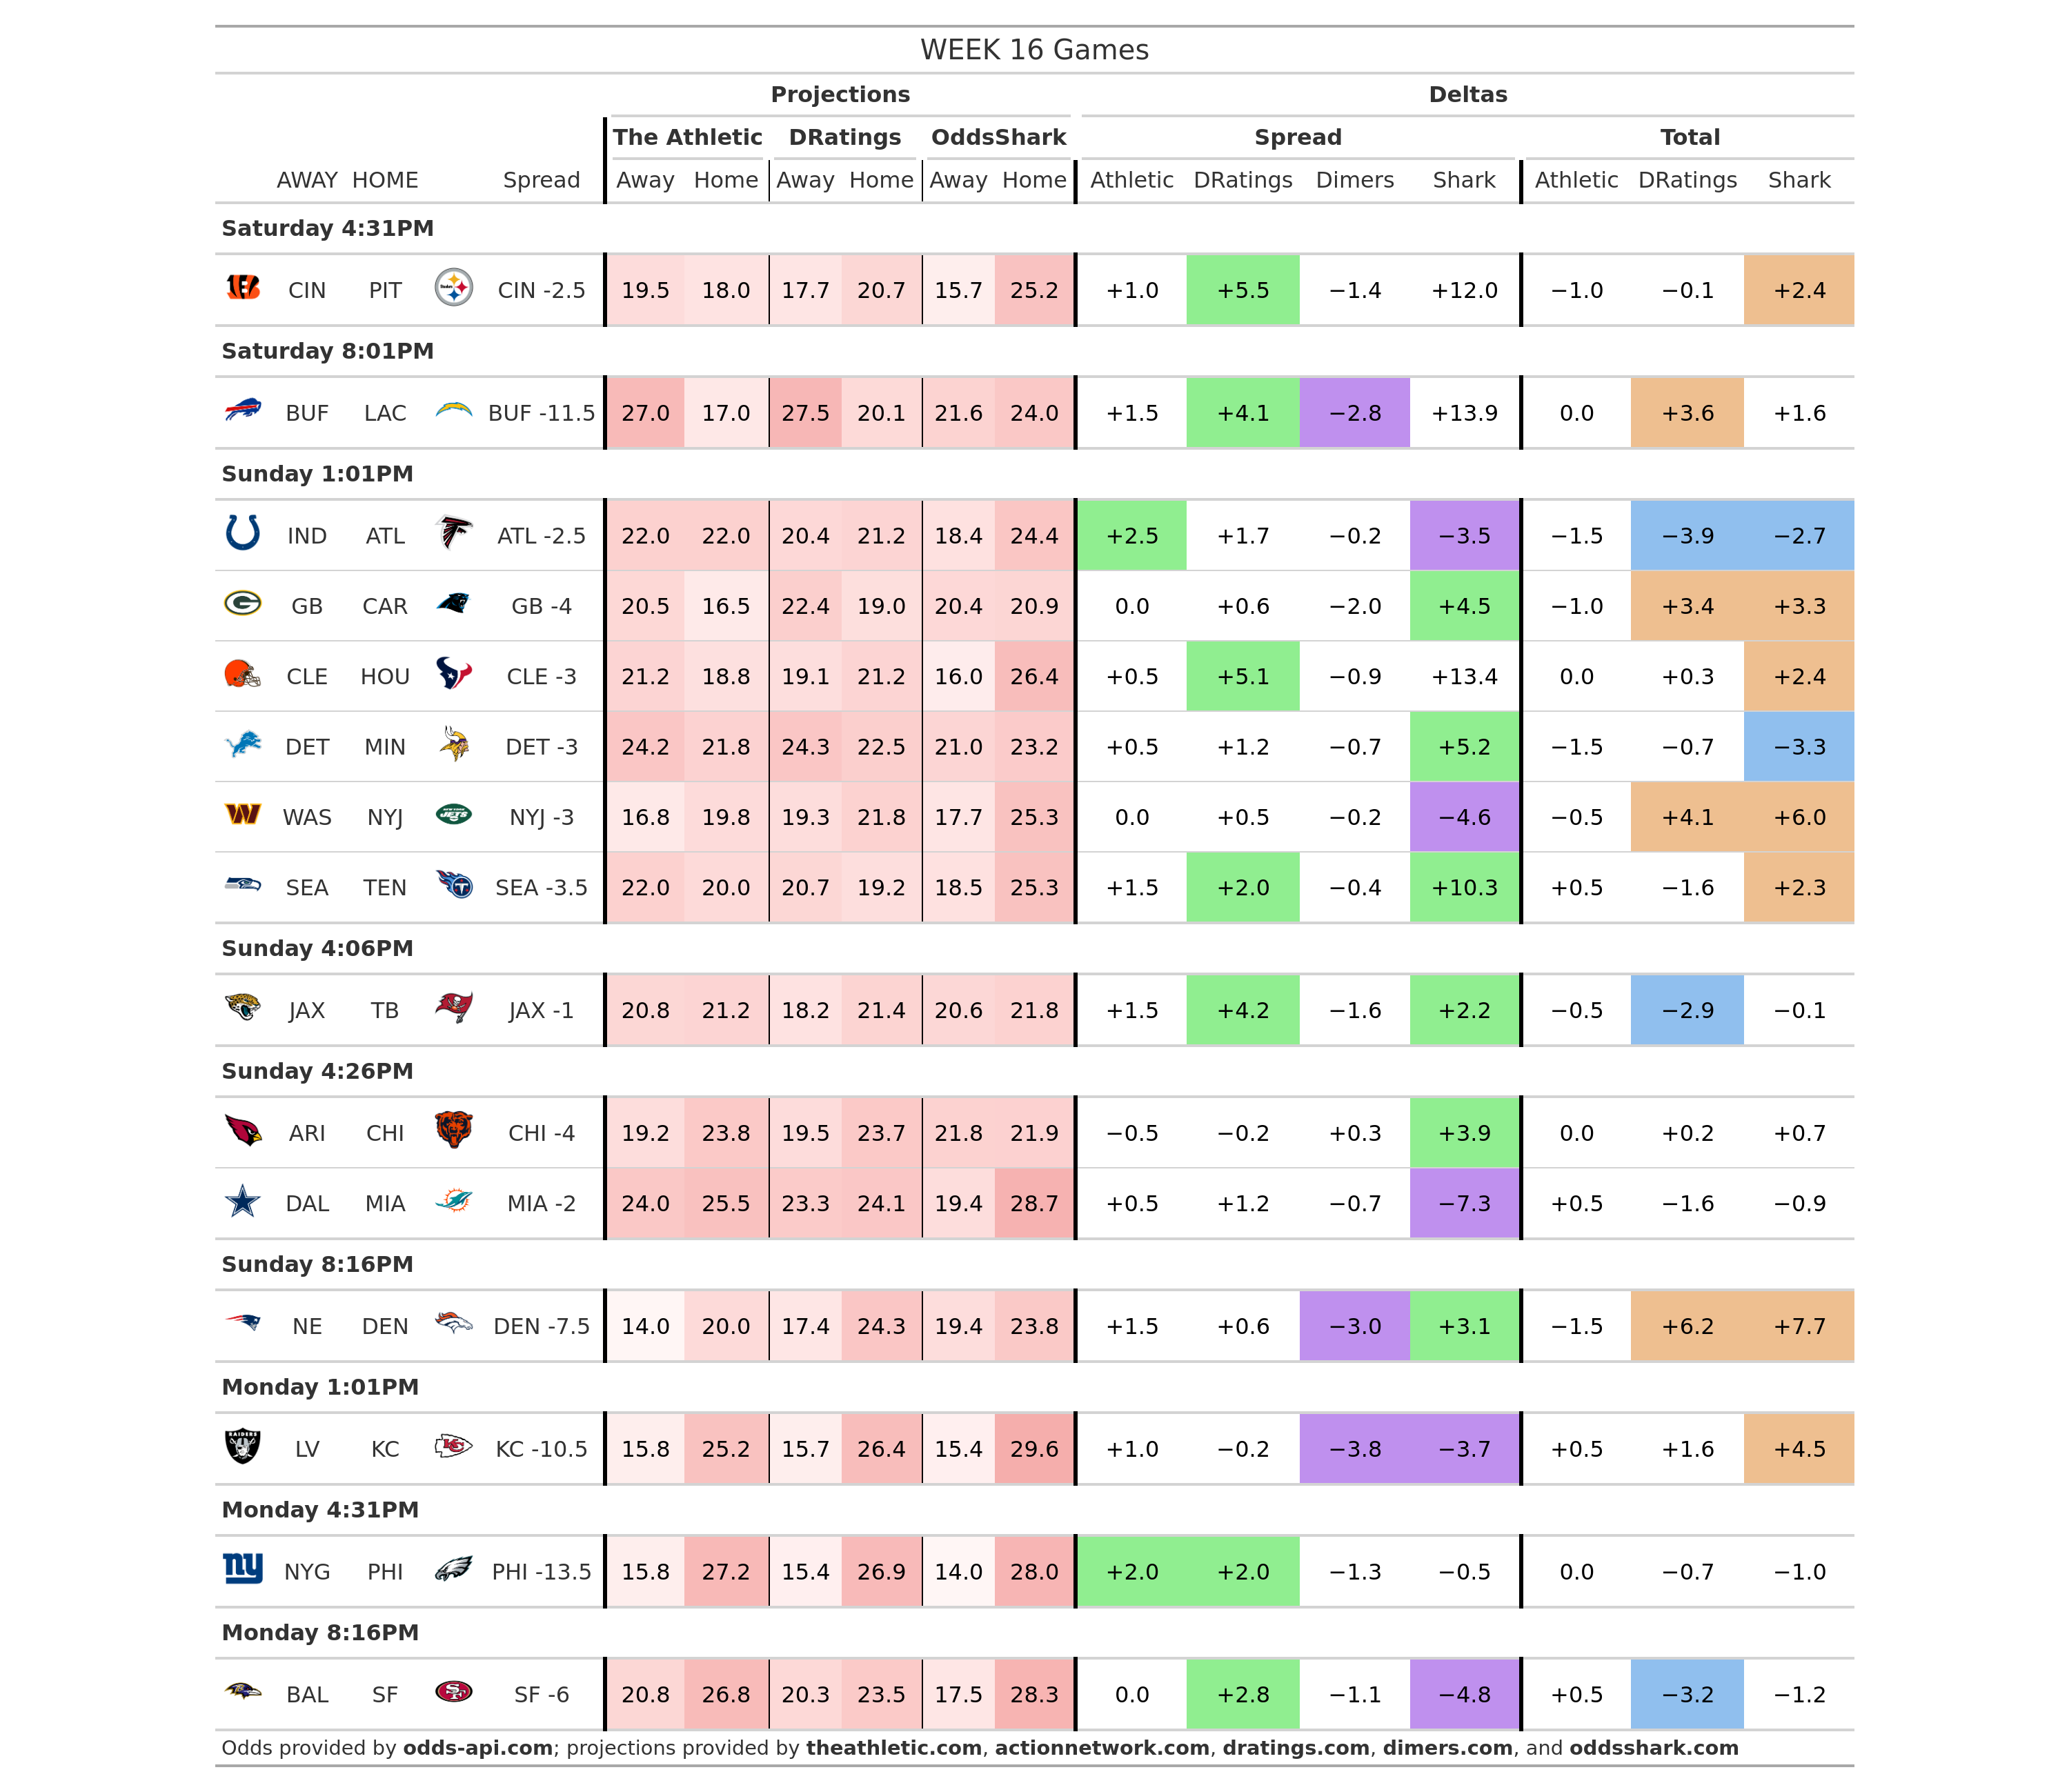 WEEK 16 Games
Projections Deltas
The Athletic DRatings OddsShark Spread Total
AWAY HOME Spread Away Home Away Home Away Home Athletic DRatings Dimers Shark Athletic DRatings Shark
Saturday 4:31PM
CIN PIT CIN -2.5 19.5 18.0 17.7 20.7 15.7 25.2 +1.0 +5.5 −1.4 +12.0 −1.0 −0.1 +2.4
Saturday 8:01PM
BUF LAC BUF -11.5 27.0 17.0 27.5 20.1 21.6 24.0 +1.5 +4.1 −2.8 +13.9 0.0 +3.6 +1.6
Sunday 1:01PM
IND ATL ATL -2.5 22.0 22.0 20.4 21.2 18.4 24.4 +2.5 +1.7 −0.2 −3.5 −1.5 −3.9 −2.7
GB CAR GB -4 20.5 16.5 22.4 19.0 20.4 20.9 0.0 +0.6 −2.0 +4.5 −1.0 +3.4 +3.3
CLE HOU CLE -3 21.2 18.8 19.1 21.2 16.0 26.4 +0.5 +5.1 −0.9 +13.4 0.0 +0.3 +2.4
DET MIN DET -3 24.2 21.8 24.3 22.5 21.0 23.2 +0.5 +1.2 −0.7 +5.2 −1.5 −0.7 −3.3
WAS NYJ JETS NYJ -3 16.8 19.8 19.3 21.8 17.7 25.3 0.0 +0.5 −0.2 −4.6 −0.5 +4.1 +6.0
SEA TEN SEA -3.5 22.0 20.0 20.7 19.2 18.5 25.3 +1.5 +2.0 −0.4 +10.3 +0.5 −1.6 +2.3
Sunday 4:06PM
JAX TB JAX -1 20.8 21.2 18.2 21.4 20.6 21.8 +1.5 +4.2 −1.6 +2.2 −0.5 −2.9 −0.1
Sunday 4:26PM
ARI CHI CHI -4 19.2 23.8 19.5 23.7 21.8 21.9 −0.5 −0.2 +0.3 +3.9 0.0 +0.2 +0.7
DAL MIA MIA -2 24.0 25.5 23.3 24.1 19.4 28.7 +0.5 +1.2 −0.7 −7.3 +0.5 −1.6 −0.9
Sunday 8:16PM
NE DEN DEN -7.5 14.0 20.0 17.4 24.3 19.4 23.8 +1.5 +0.6 −3.0 +3.1 −1.5 +6.2 +7.7
Monday 1:01PM
RAIDERS LV KC KC KC -10.5 15.8 25.2 15.7 26.4 15.4 29.6 +1.0 −0.2 −3.8 −3.7 +0.5 +1.6 +4.5
Monday 4:31PM
ny NYG PHI PHI -13.5 15.8 27.2 15.4 26.9 14.0 28.0 +2.0 +2.0 −1.3 −0.5 0.0 −0.7 −1.0
Monday 8:16PM
BAL SF SF SF -6 20.8 26.8 20.3 23.5 17.5 28.3 0.0 +2.8 −1.1 −4.8 +0.5 −3.2 −1.2
Odds provided by odds-api.com; projections provided by theathletic.com, actionnetwork.com, dratings.com, dimers.com, and oddsshark.com